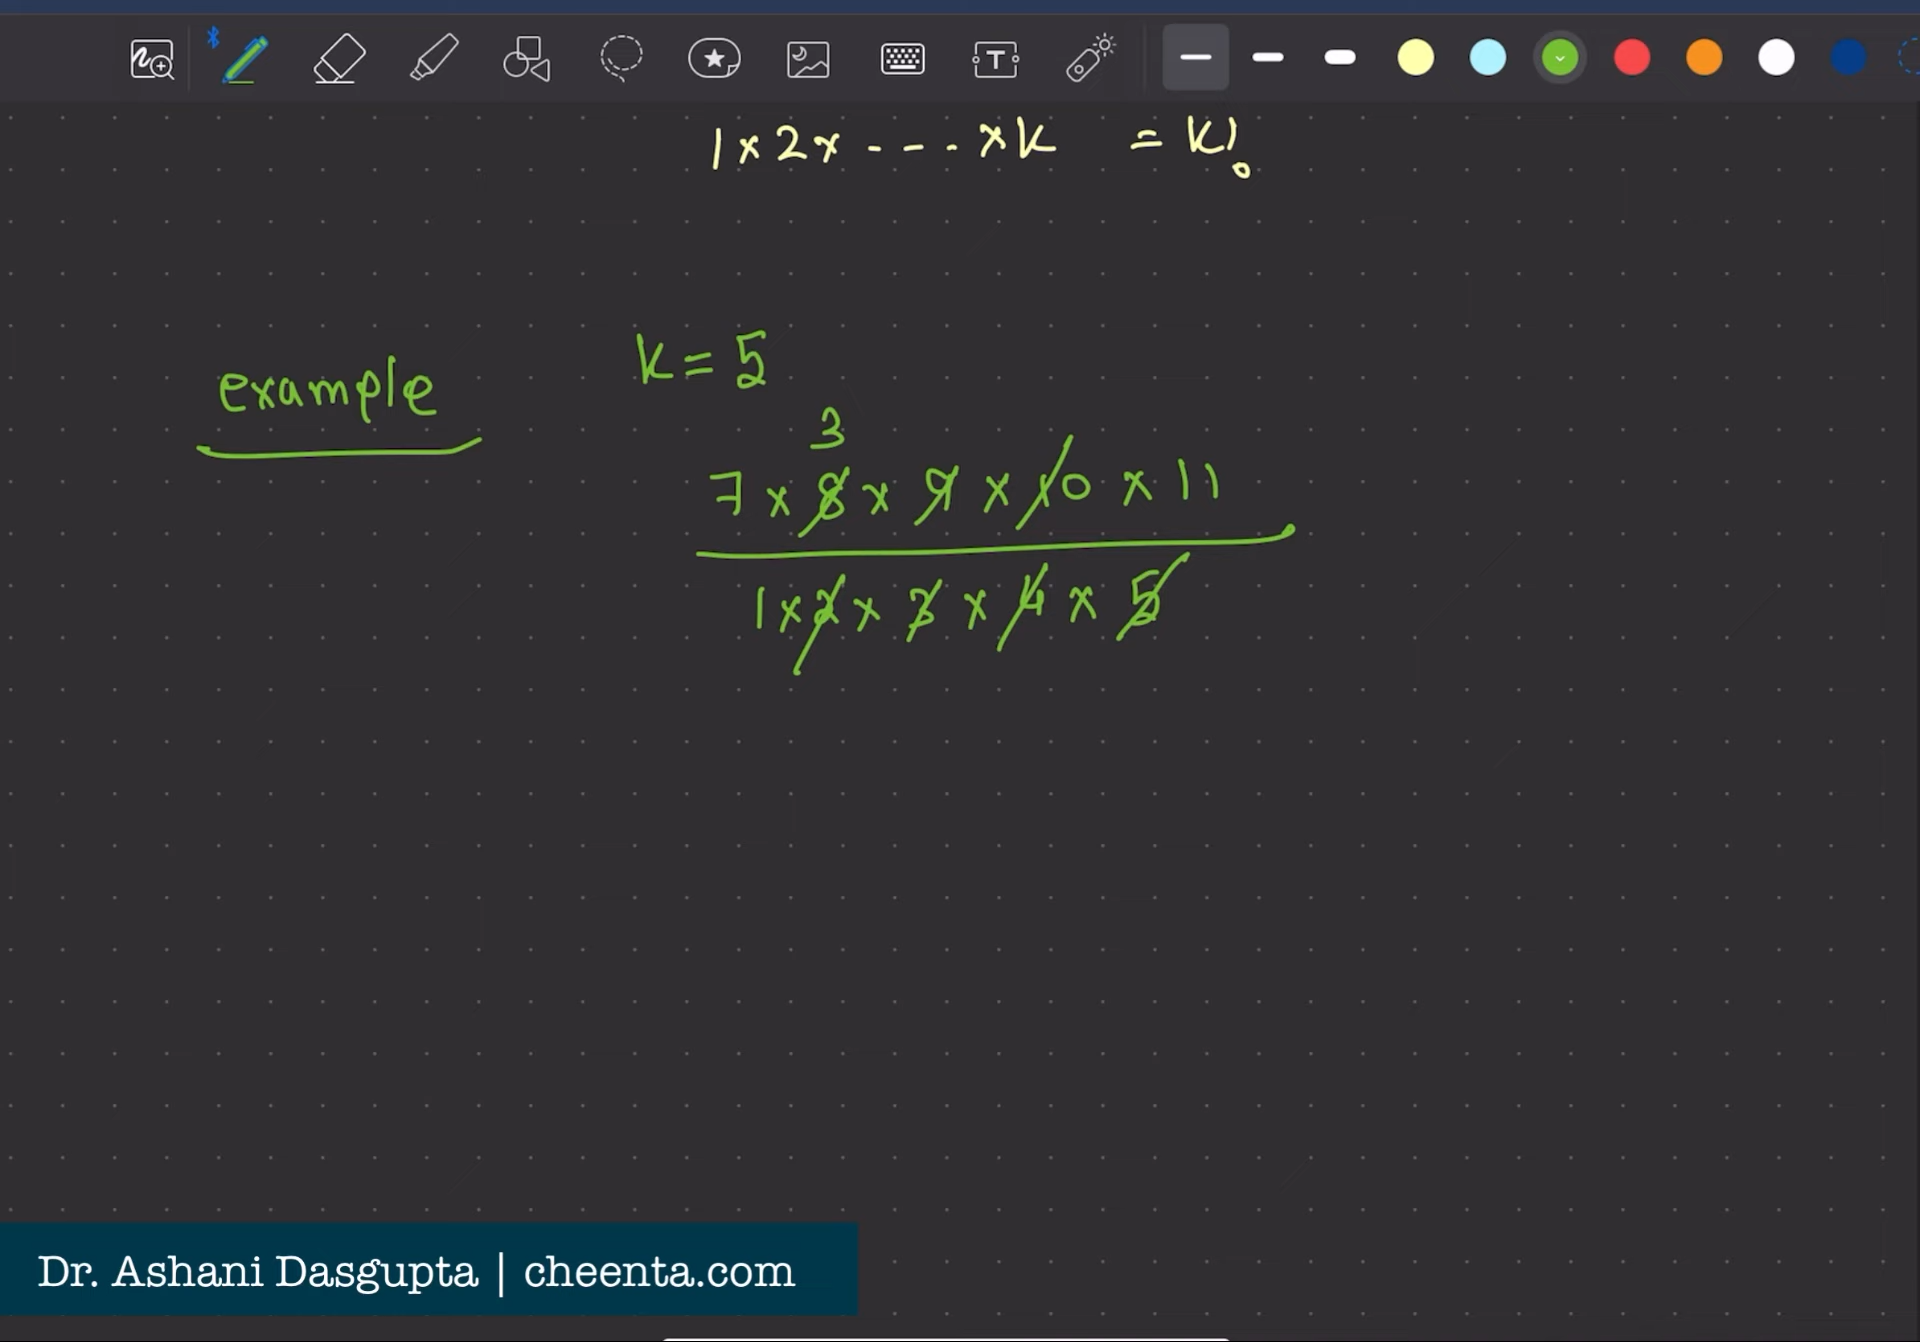 1 x 2 x - - - . x k = k!
k = 5
example
3
7 x 8 x 9 x 10 x 11
1 x 2 x 3 x 4 x 5
Dr. Ashani Dasgupta | cheenta.com